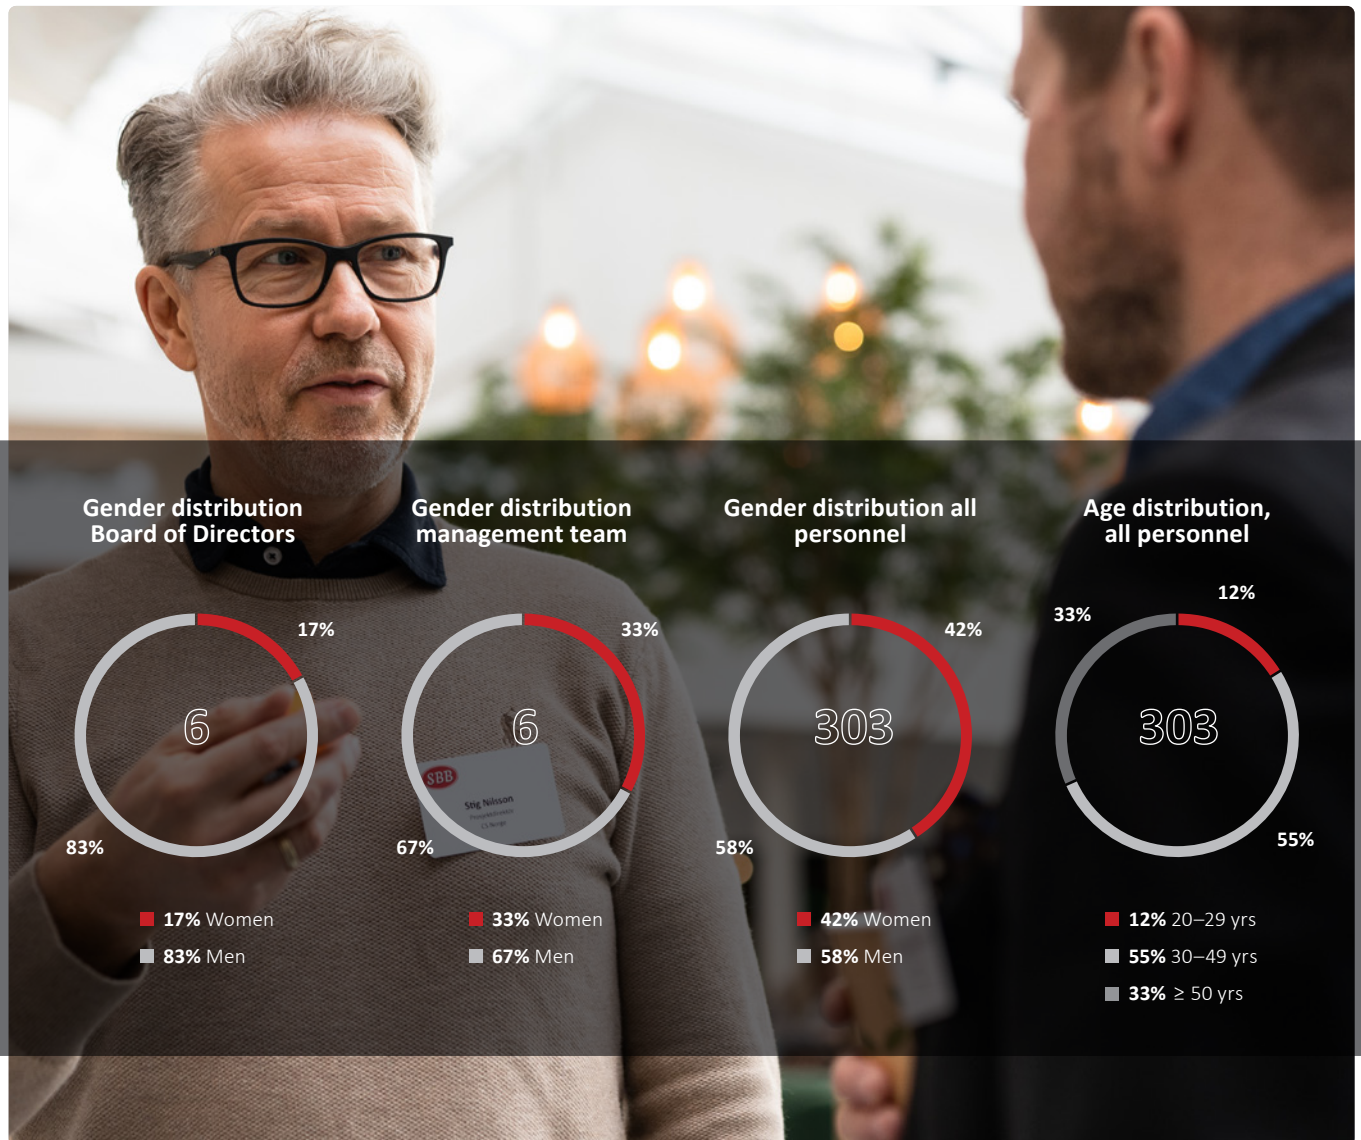 Gender distribution
Board of Directors
17%
6
83%
17% Women
83% Men
Gender distribution
management team
33%
6
67%
33% Women
67% Men
Gender distribution all
personnel
42%
303
58%
42% Women
58% Men
Age distribution,
all personnel
12%
33%
303
55%
12% 20–29 yrs
55% 30–49 yrs
33% ≥ 50 yrs
SBB
Stig Nilsson